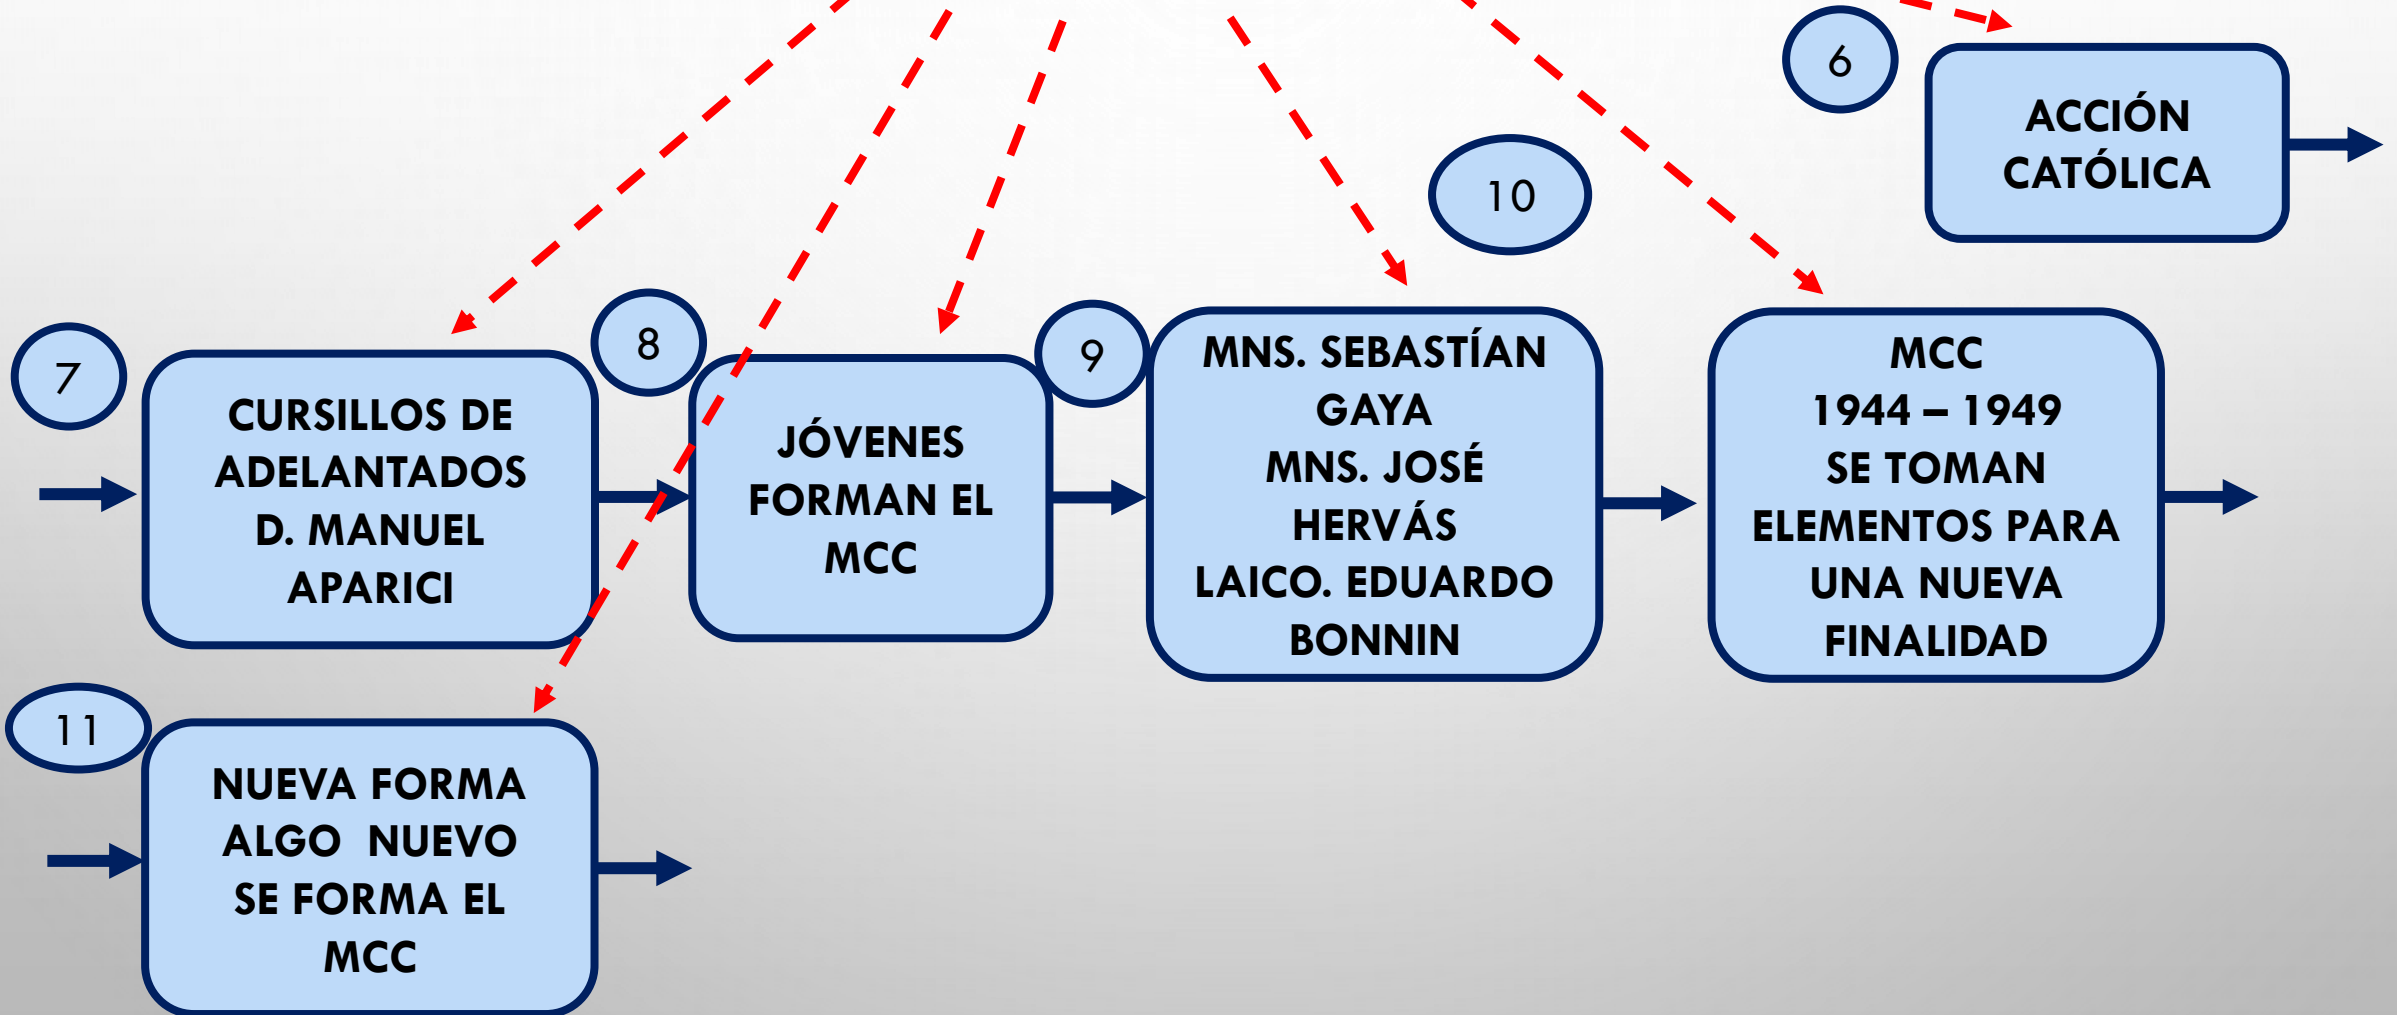 6
ACCIÓN
CATÓLICA
7
CURSILLOS DE
ADELANTADOS
D. MANUEL
APARICI
8
JÓVENES
FORMAN EL
MCC
9
MNS. SEBASTÍAN
GAYA
MNS. JOSÉ
HERVÁS
LAICO. EDUARDO
BONNIN
10
MCC
1944 – 1949
SE TOMAN
ELEMENTOS PARA
UNA NUEVA
FINALIDAD
11
NUEVA FORMA
ALGO NUEVO
SE FORMA EL
MCC